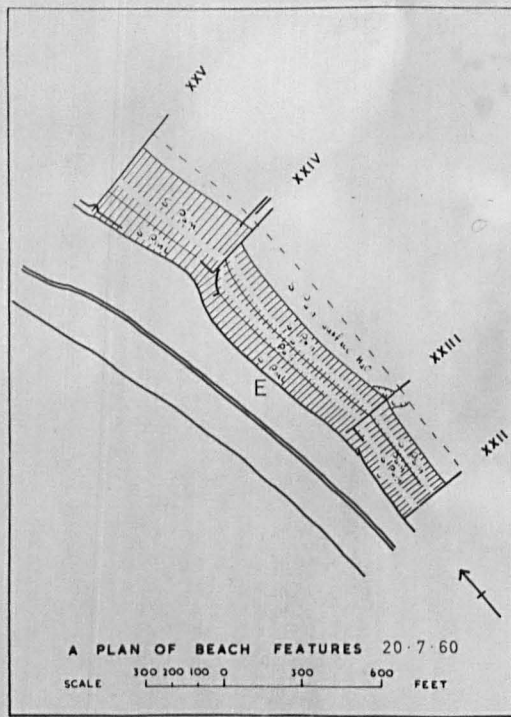 XXV
XXIV
XXIII
XXII
E
A PLAN OF BEACH FEATURES 20·7·60
SCALE 300 200 100 0 300 600 FEET